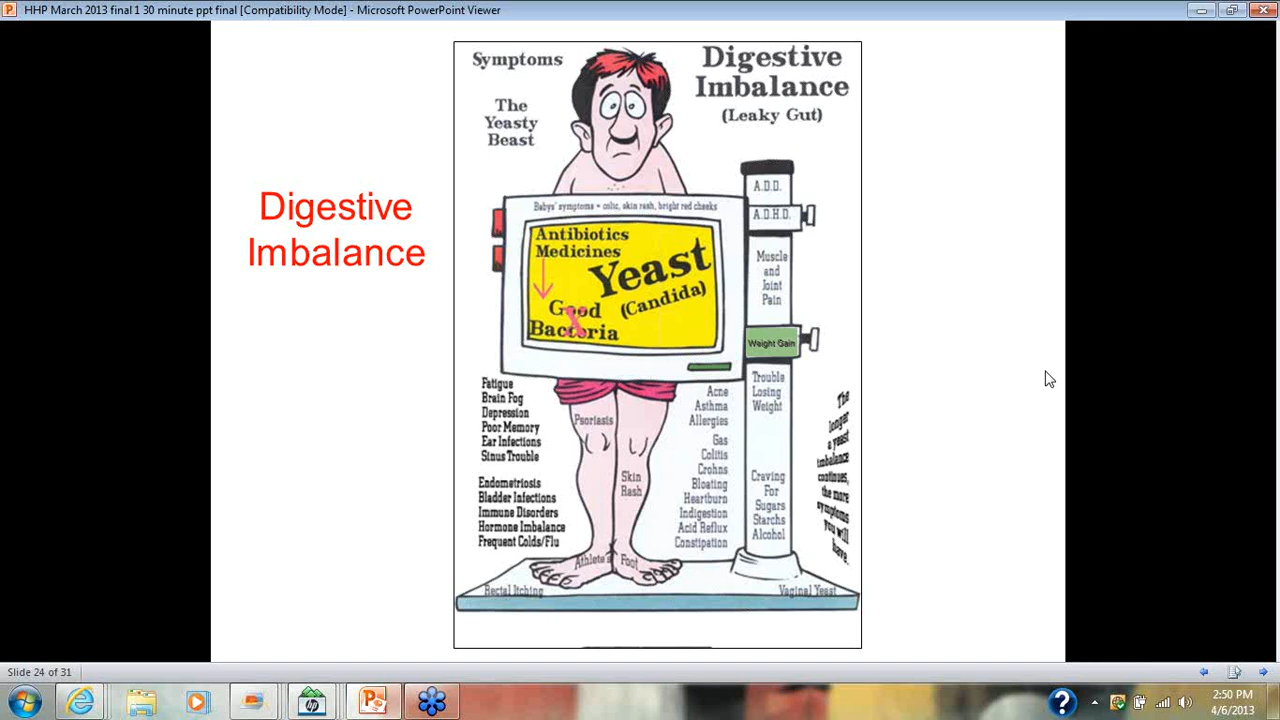 HHP March 2013 final 1 30 minute ppt final [Compatibility Mode] - Microsoft PowerPoint Viewer
Digestive
Imbalance
Symptoms
The
Yeasty
Beast
Digestive
Imbalance
(Leaky Gut)
Babys' symptoms - colic, skin rash, bright red cheeks
Antibiotics
Medicines
Yeast
(Candida)
Good
Bacteria
A.D.D.
A.D.H.D.
Muscle
and
Joint
Pain
Weight Gain
Trouble
Losing
Weight
Craving
For
Sugars
Starchs
Alcohol
Fatigue
Brain Fog
Depression
Poor Memory
Ear Infections
Sinus Trouble
Endometriosis
Bladder Infections
Immune Disorders
Hormone Imbalance
Frequent Colds/Flu
Psoriasis
Skin
Rash
Acne
Asthma
Allergies
Gas
Colitis
Crohns
Bloating
Heartburn
Indigestion
Acid Reflux
Constipation
The
longer
a yeast
imbalance
continues,
the more
symptoms
you will
have.
Athlete's Foot
Rectal Itching
Vaginal Yeast
Slide 24 of 31
hp
?
2:50 PM
4/6/2013